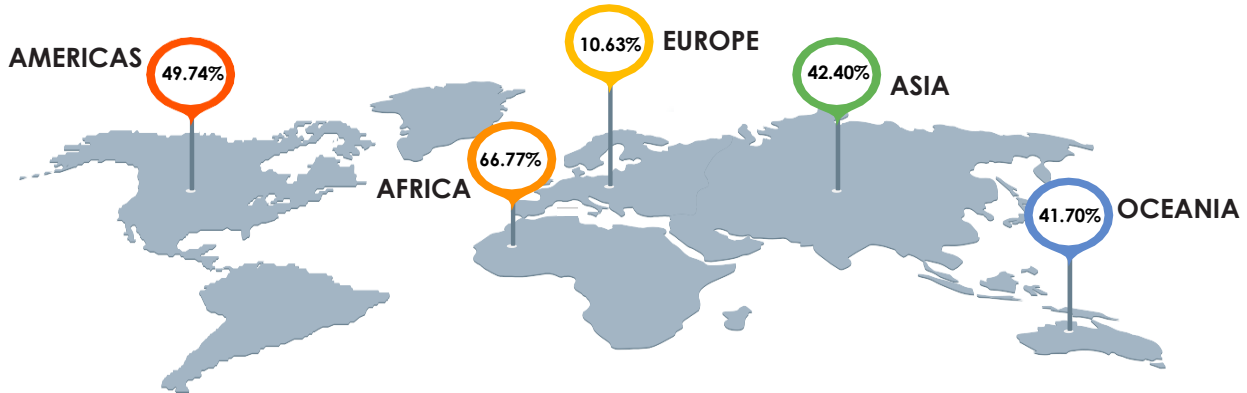 AMERICAS
49.74%
10.63%
EUROPE
42.40%
ASIA
66.77%
AFRICA
41.70%
OCEANIA